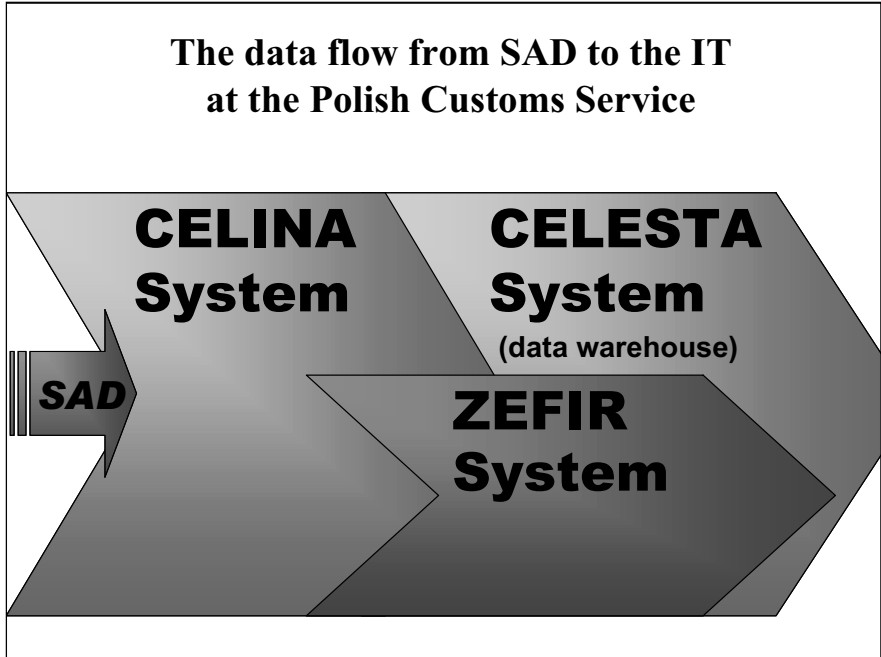 The data flow from SAD to the IT
at the Polish Customs Service
CELINA
System
CELESTA
System
(data warehouse)
SAD
ZEFIR
System